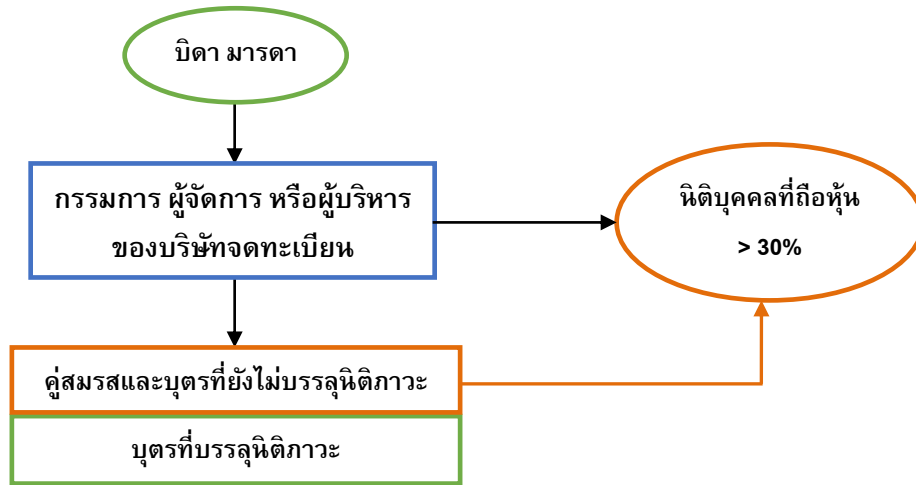 บิดา มารดา
กรรมการ ผู้จัดการ หรือผู้บริหาร
ของบริษัทจดทะเบียน
นิติบุคคลที่ถือหุ้น
> 30%
คู่สมรสและบุตรที่ยังไม่บรรลุนิติภาวะ
บุตรที่บรรลุนิติภาวะ